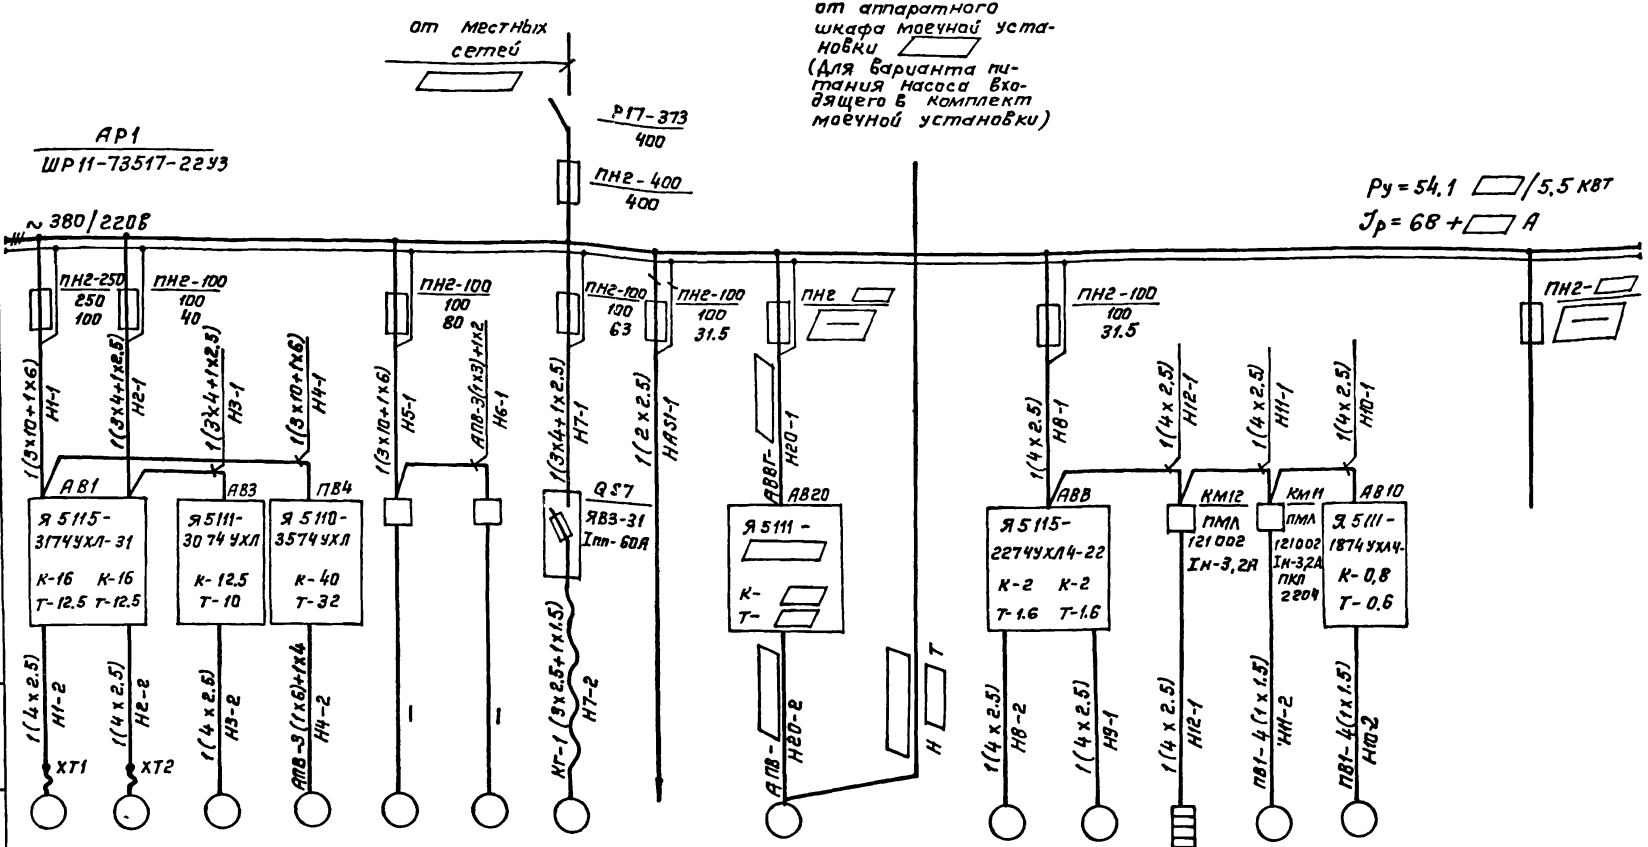 от местных
сетей
от аппаратного
шкафа моечной уста-
новки
(Для варианта пи-
тания насоса вхо-
дящего в комплект
моечной установки)
АР1
ШР11-73517-22У3
Р17-373
400
ПН2-400
400
Ру=54,1 /5,5 кВт
Jр=68+ А
~380/220В
ПН2-250
250
100
ПН2-100
100
40
ПН2-100
100
80
ПН2-100
100
63
ПН2-100
100
31.5
ПН2
ПН2-100
100
31.5
ПН2-
1(3х10+1х6)
Н1-1
1(3х4+1х2.5)
Н2-1
1(3х4+1х2.5)
Н3-1
1(3х10+1х6)
Н4-1
1(3х10+1х6)
Н5-1
АПВ-3(1х3)+1х2
Н6-1
1(3х4+1х2.5)
Н7-1
1(2х2.5)
НАS1-1
АВВГ-
Н20-1
1(4х2.5)
Н8-1
1(4х2,5)
Н12-1
1(4х2.5)
Н11-1
1(4х2.5)
Н10-1
АВ1
Я5115-
3174УХЛ-31
К-16 К-16
Т-12.5 Т-12.5
АВ3
Я5111-
3074УХЛ
К-12.5
Т-10
ПВ4
Я5110-
3574УХЛ
К-40
Т-32
QS7
ЯВ3-31
Iпп-60А
АВ20
Я5111-
К-
Т-
АВ8
Я5115-
2274УХЛ4-22
К-2 К-2
Т-1.6 Т-1.6
КМ12
ПМЛ
121002
Iн-3,2А
КМ11
ПМЛ
121002
Iн-3,2А
ПКЛ
2204
АВ10
Я5111-
1874УХЛ4-
К-0,8
Т-0,6
1(4х2.5)
Н1-2
1(4х2.5)
Н2-2
1(4х2.5)
Н3-2
АПВ-3(1х6)+1х4
Н4-2
КГ-1(3х2.5+1х1.5)
Н7-2
АПВ-
Н20-2
Н Т
1(4х2.5)
Н8-2
1(4х2.5)
Н9-1
1(4х2.5)
Н12-1
ПВ1-4(1х1.5)
Н11-2
ПВ1-4(1х1.5)
Н10-2
ХТ1
ХТ2